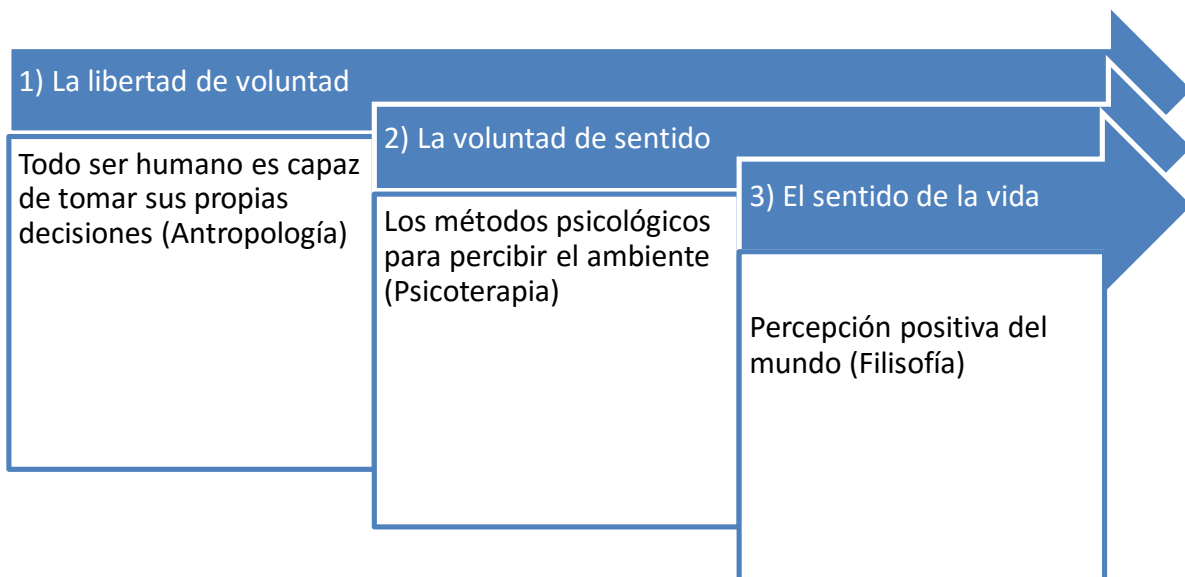 1) La libertad de voluntad
Todo ser humano es capaz
de tomar sus propias
decisiones (Antropología)
2) La voluntad de sentido
Los métodos psicológicos
para percibir el ambiente
(Psicoterapia)
3) El sentido de la vida
Percepción positiva del
mundo (Filisofía)